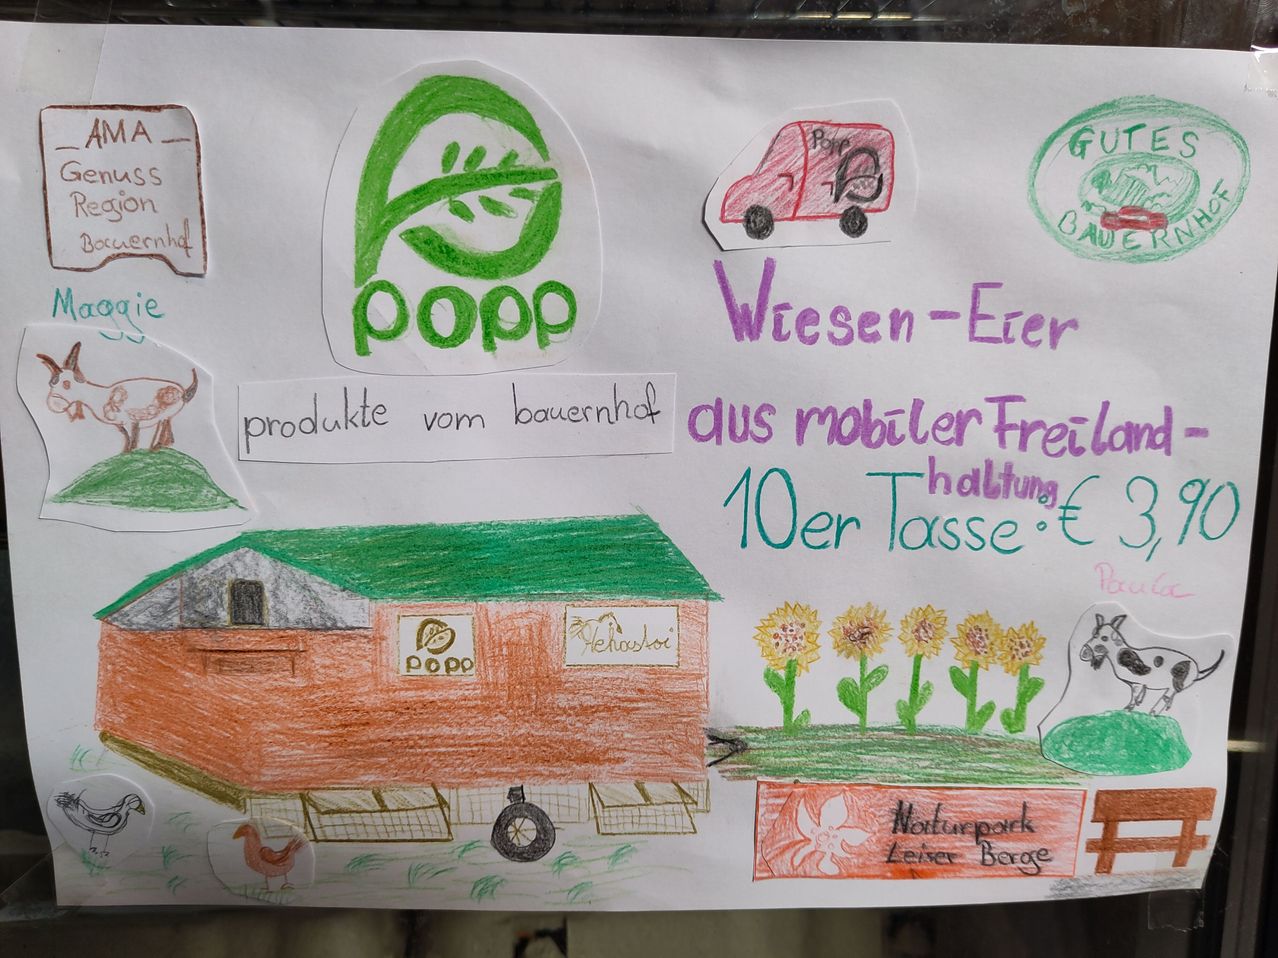 AMA
Genuss
Region
Bauernhof
Maggie
POPP
produkte vom bauernhof
POPP
GUTES
BAUERNHOF
Wiesen-Eier
aus mobiler Freiland-
haltung
10er Tasse: € 3,90
Paula
POPP
Naturpark
Leiser Berge